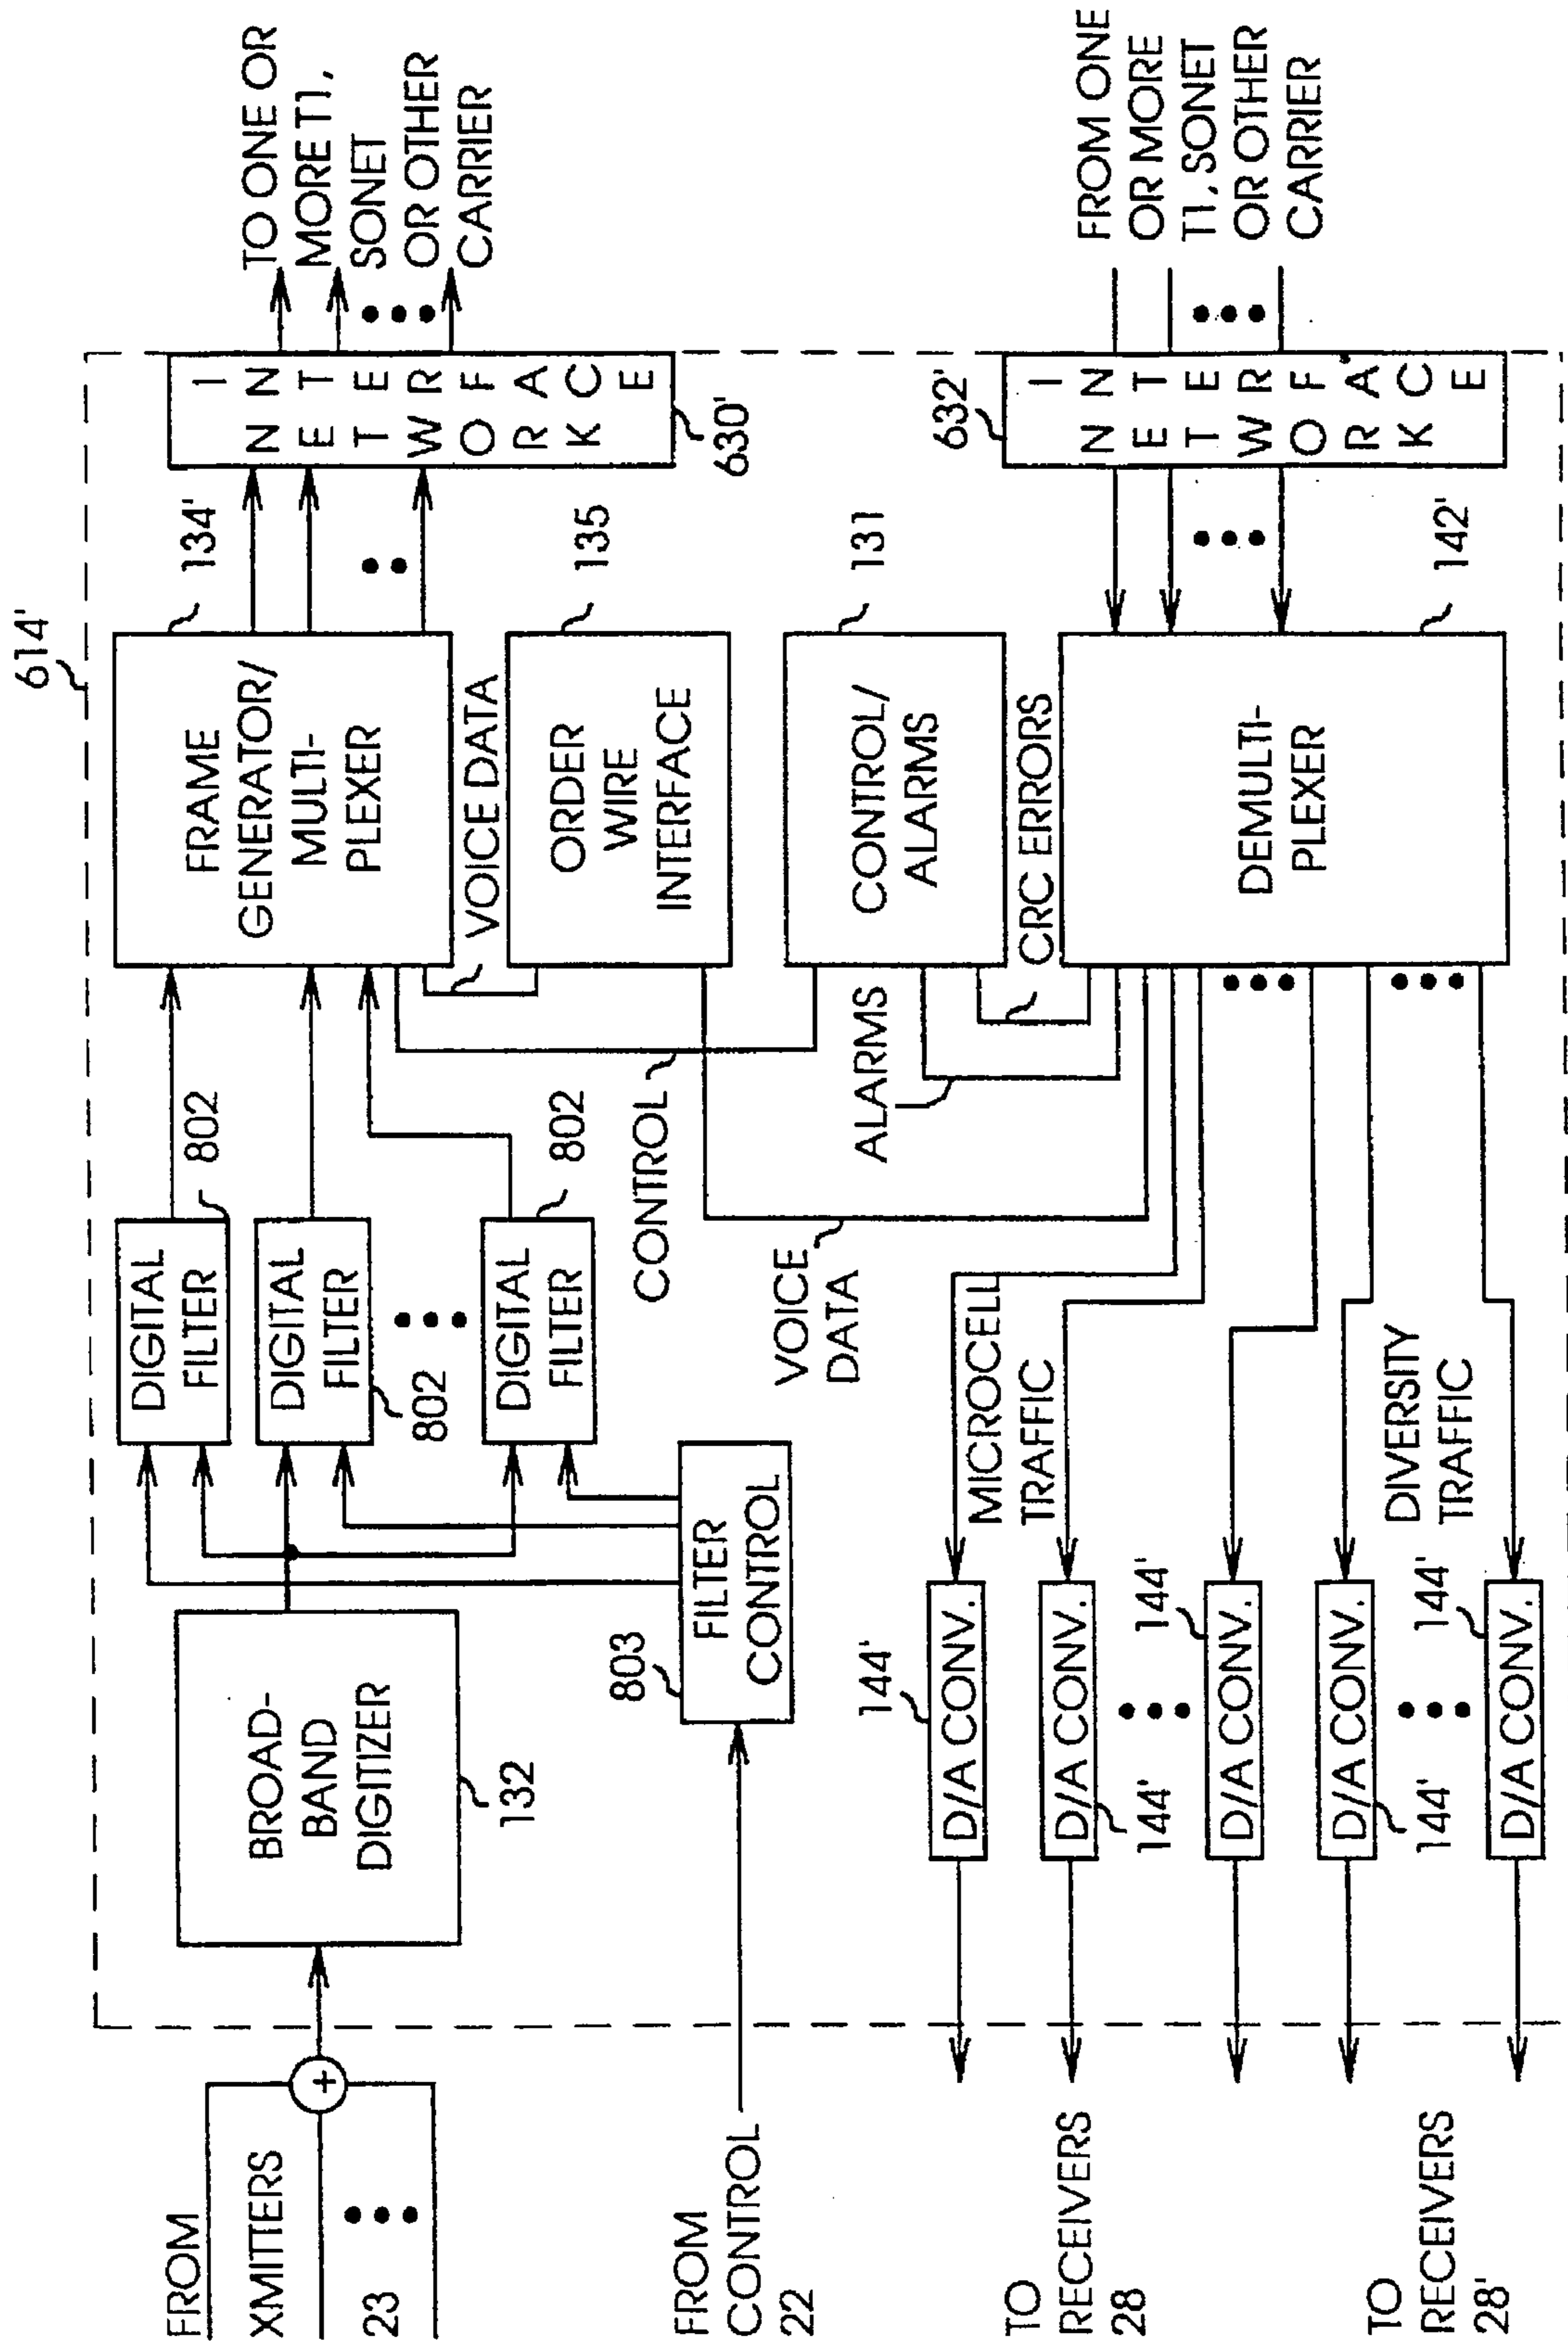 614'
FROM
XMITTERS
23
+
BROAD-
BAND
DIGITIZER
132
DIGITAL
FILTER
802
DIGITAL
FILTER
802
DIGITAL
FILTER
802
FRAME
GENERATOR/
MULTI-
PLEXER
134'
NETWORK
INTERFACE
630'
TO ONE OR
MORE T1,
SONET
OR OTHER
CARRIER
VOICE DATA
ORDER
WIRE
INTERFACE
135
FROM
CONTROL
22
803
FILTER
CONTROL
CONTROL
VOICE
DATA
ALARMS
CONTROL/
ALARMS
131
CRC ERRORS
TO
RECEIVERS
28
144'
D/A CONV.
D/A CONV.
144'
144'
D/A CONV.
MICROCELL
TRAFFIC
TO
RECEIVERS
28'
D/A CONV.
144'
144'
D/A CONV.
DIVERSITY
TRAFFIC
DEMULTI-
PLEXER
142'
632'
NETWORK
INTERFACE
FROM ONE
OR MORE
T1, SONET
OR OTHER
CARRIER